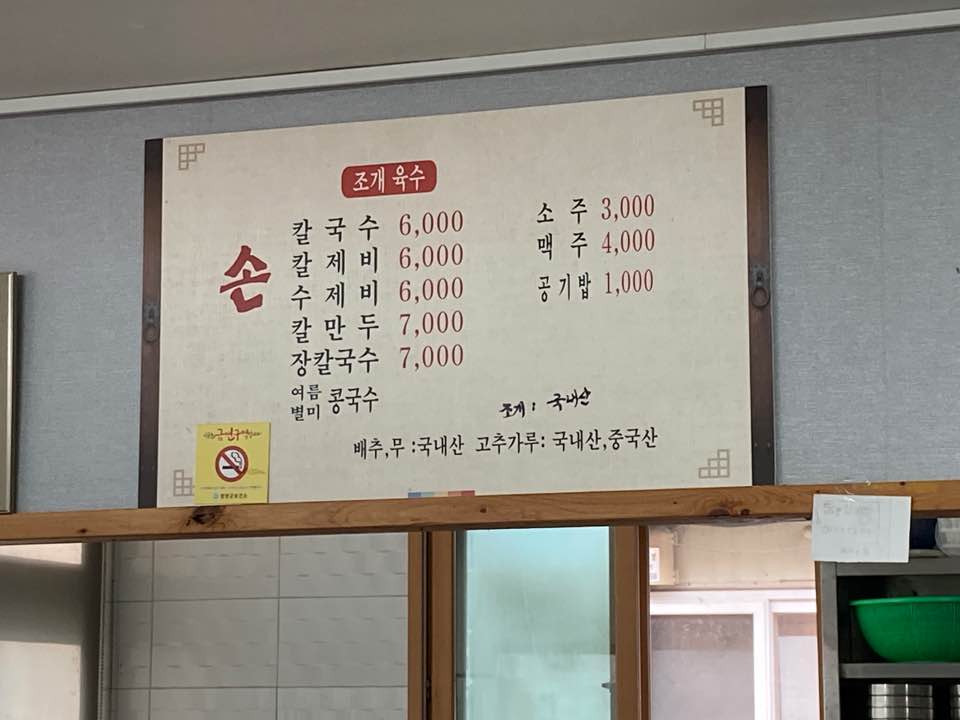 조개 육수
손
칼국수 6,000
칼제비 6,000
수제비 6,000
칼만두 7,000
장칼국수 7,000
여름별미 콩국수
소주 3,000
맥주 4,000
공기밥 1,000
조개: 국내산
배추,무:국내산 고추가루: 국내산,중국산